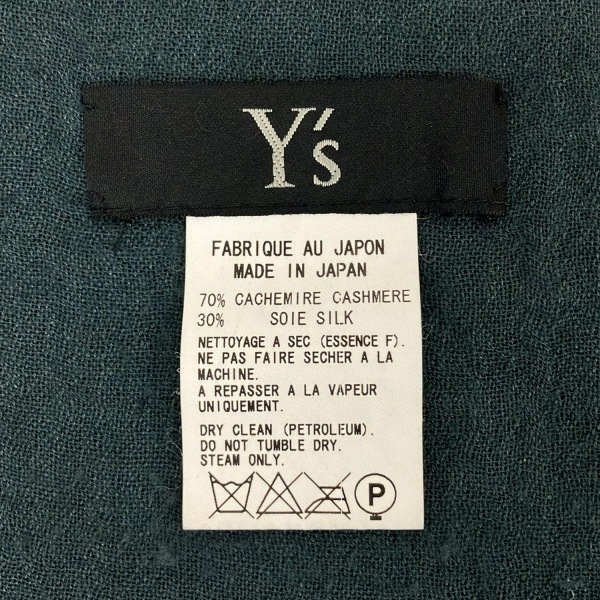 Y's
FABRIQUE AU JAPON
MADE IN JAPAN
70% CACHEMIRE CASHMERE
30% SOIE SILK
NETTOYAGE A SEC (ESSENCE F).
NE PAS FAIRE SECHER A LA
MACHINE.
A REPASSER A LA VAPEUR
UNIQUEMENT.
DRY CLEAN (PETROLEUM).
DO NOT TUMBLE DRY.
STEAM ONLY.
P